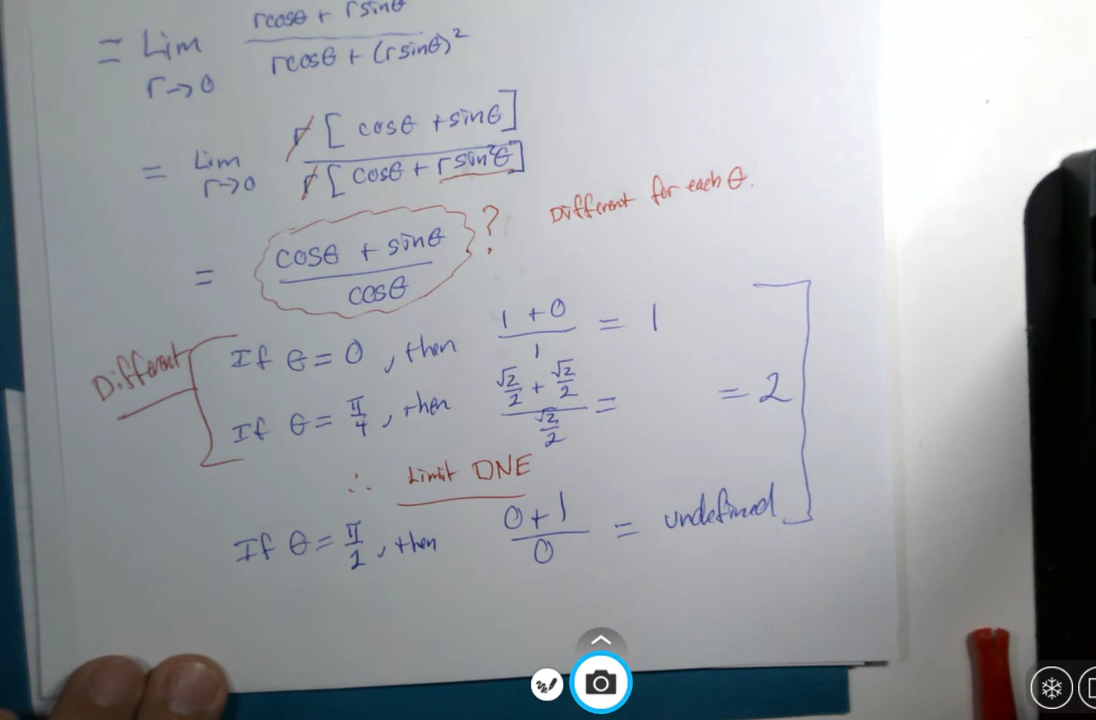 = Lim r→0 (rcosθ + rsinθ) / (rcosθ + (rsinθ)²)
= Lim r→0 r[cosθ + sinθ] / r[cosθ + rsin²θ]
Different for each θ.
= (cosθ + sinθ) / cosθ ?
Different
If θ = 0, then (1 + 0) / 1 = 1
If θ = π/4, then (√2/2 + √2/2) / (√2/2) = = 2
∴ Limit DNE
If θ = π/2, then (0 + 1) / 0 = undefined